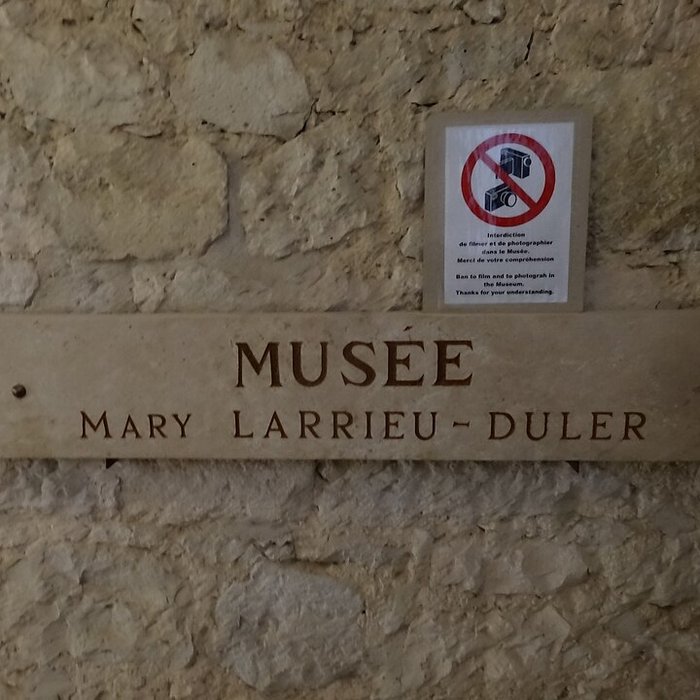 Interdiction
de filmer et de photographier
dans le Musée.
Merci de votre compréhension
Ban to film and to photograh in
the Museum.
Thanks for your understanding.
MUSÉE
MARY LARRIEU-DULER